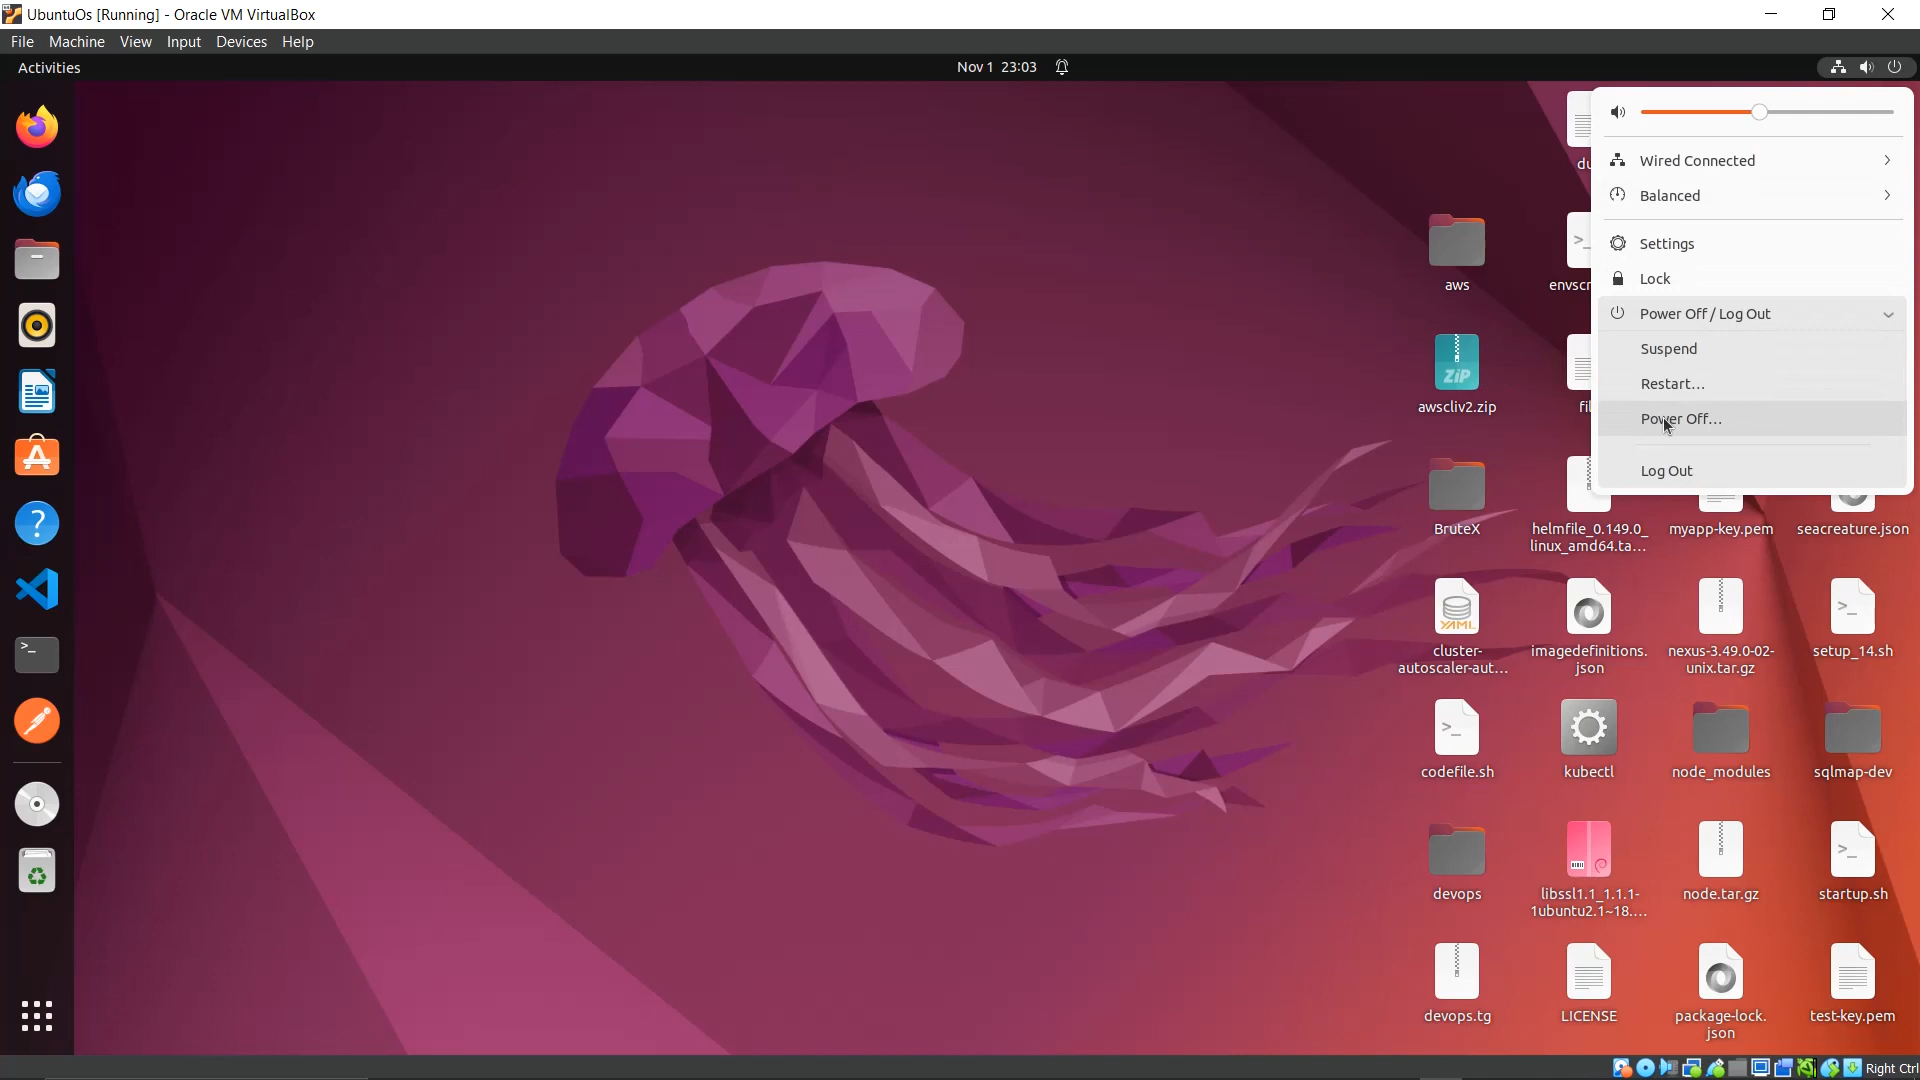 UbuntuOs [Running] - Oracle VM VirtualBox
File Machine View Input Devices Help
Activities
Nov 1 23:03
Wired Connected
Balanced
Settings
Lock
Power Off / Log Out
Suspend
Restart...
Power Off...
Log Out
aws
awscliv2.zip
BruteX
helmfile_0.149.0_
linux_amd64.ta...
myapp-key.pem
seacreature.json
cluster-
autoscaler-aut...
imagedefinitions.
json
nexus-3.49.0-02-
unix.tar.gz
setup_14.sh
codefile.sh
kubectl
node_modules
sqlmap-dev
devops
libssl1.1_1.1.1-
1ubuntu2.1~18....
node.tar.gz
startup.sh
devops.tg
LICENSE
package-lock.
json
test-key.pem
Right Ctrl